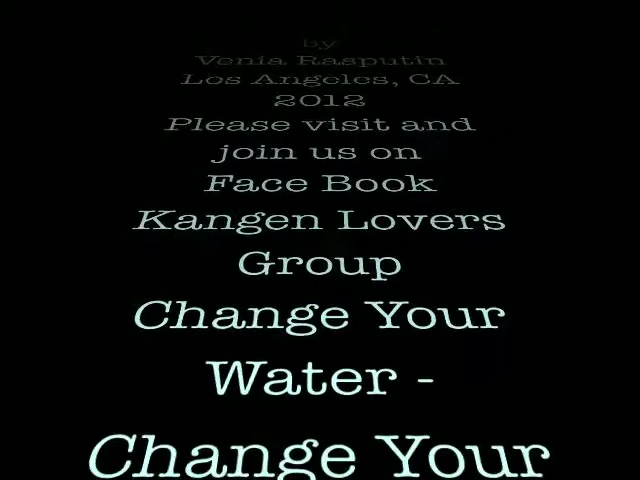 By
Venia Rasputin
Los Angeles, CA
2012
Please visit and
join us on
Face Book
Kangen Lovers
Group
Change Your
Water -
Change Your